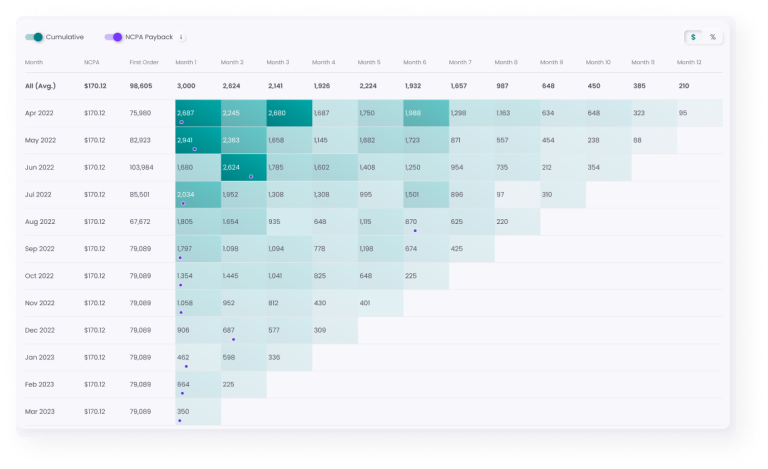 Cumulative NCPA Payback i $ %
Month NCPA First Order Month 1 Month 2 Month 3 Month 4 Month 5 Month 6 Month 7 Month 8 Month 9 Month 10 Month 11 Month 12
All (Avg.) $170.12 98,605 3,000 2,624 2,141 1,926 2,224 1,932 1,657 987 648 450 385 210
Apr 2022 $170.12 75,980 2,687 2,245 2,680 1,687 1,750 1,988 1,298 1.163 634 648 323 95
May 2022 $170.12 82,923 2,941 2,363 1,658 1,145 1,682 1,723 871 557 454 238 88
Jun 2022 $170.12 103,984 1,680 2,624 1,785 1,602 1,408 1,250 954 735 212 354
Jul 2022 $170.12 85,501 2,034 1,952 1,308 1,308 995 1,501 896 97 310
Aug 2022 $170.12 67,672 1,805 1.654 935 648 1,115 870 625 220
Sep 2022 $170.12 79,089 1,797 1.098 1,094 778 1,198 674 425
Oct 2022 $170.12 79,089 1.354 1.445 1,041 825 648 225
Nov 2022 $170.12 79,089 1.058 952 812 430 401
Dec 2022 $170.12 79,089 906 687 577 309
Jan 2023 $170.12 79,089 462 598 336
Feb 2023 $170.12 79,089 664 225
Mar 2023 $170.12 79,089 350